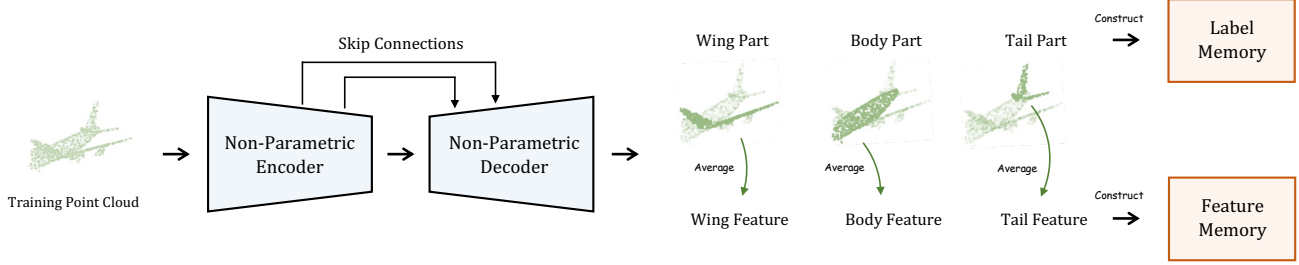 Training Point Cloud
Skip Connections
Non-Parametric
Encoder
Non-Parametric
Decoder
Wing Part
Body Part
Tail Part
Average
Average
Average
Wing Feature
Body Feature
Tail Feature
Construct
Label
Memory
Construct
Feature
Memory